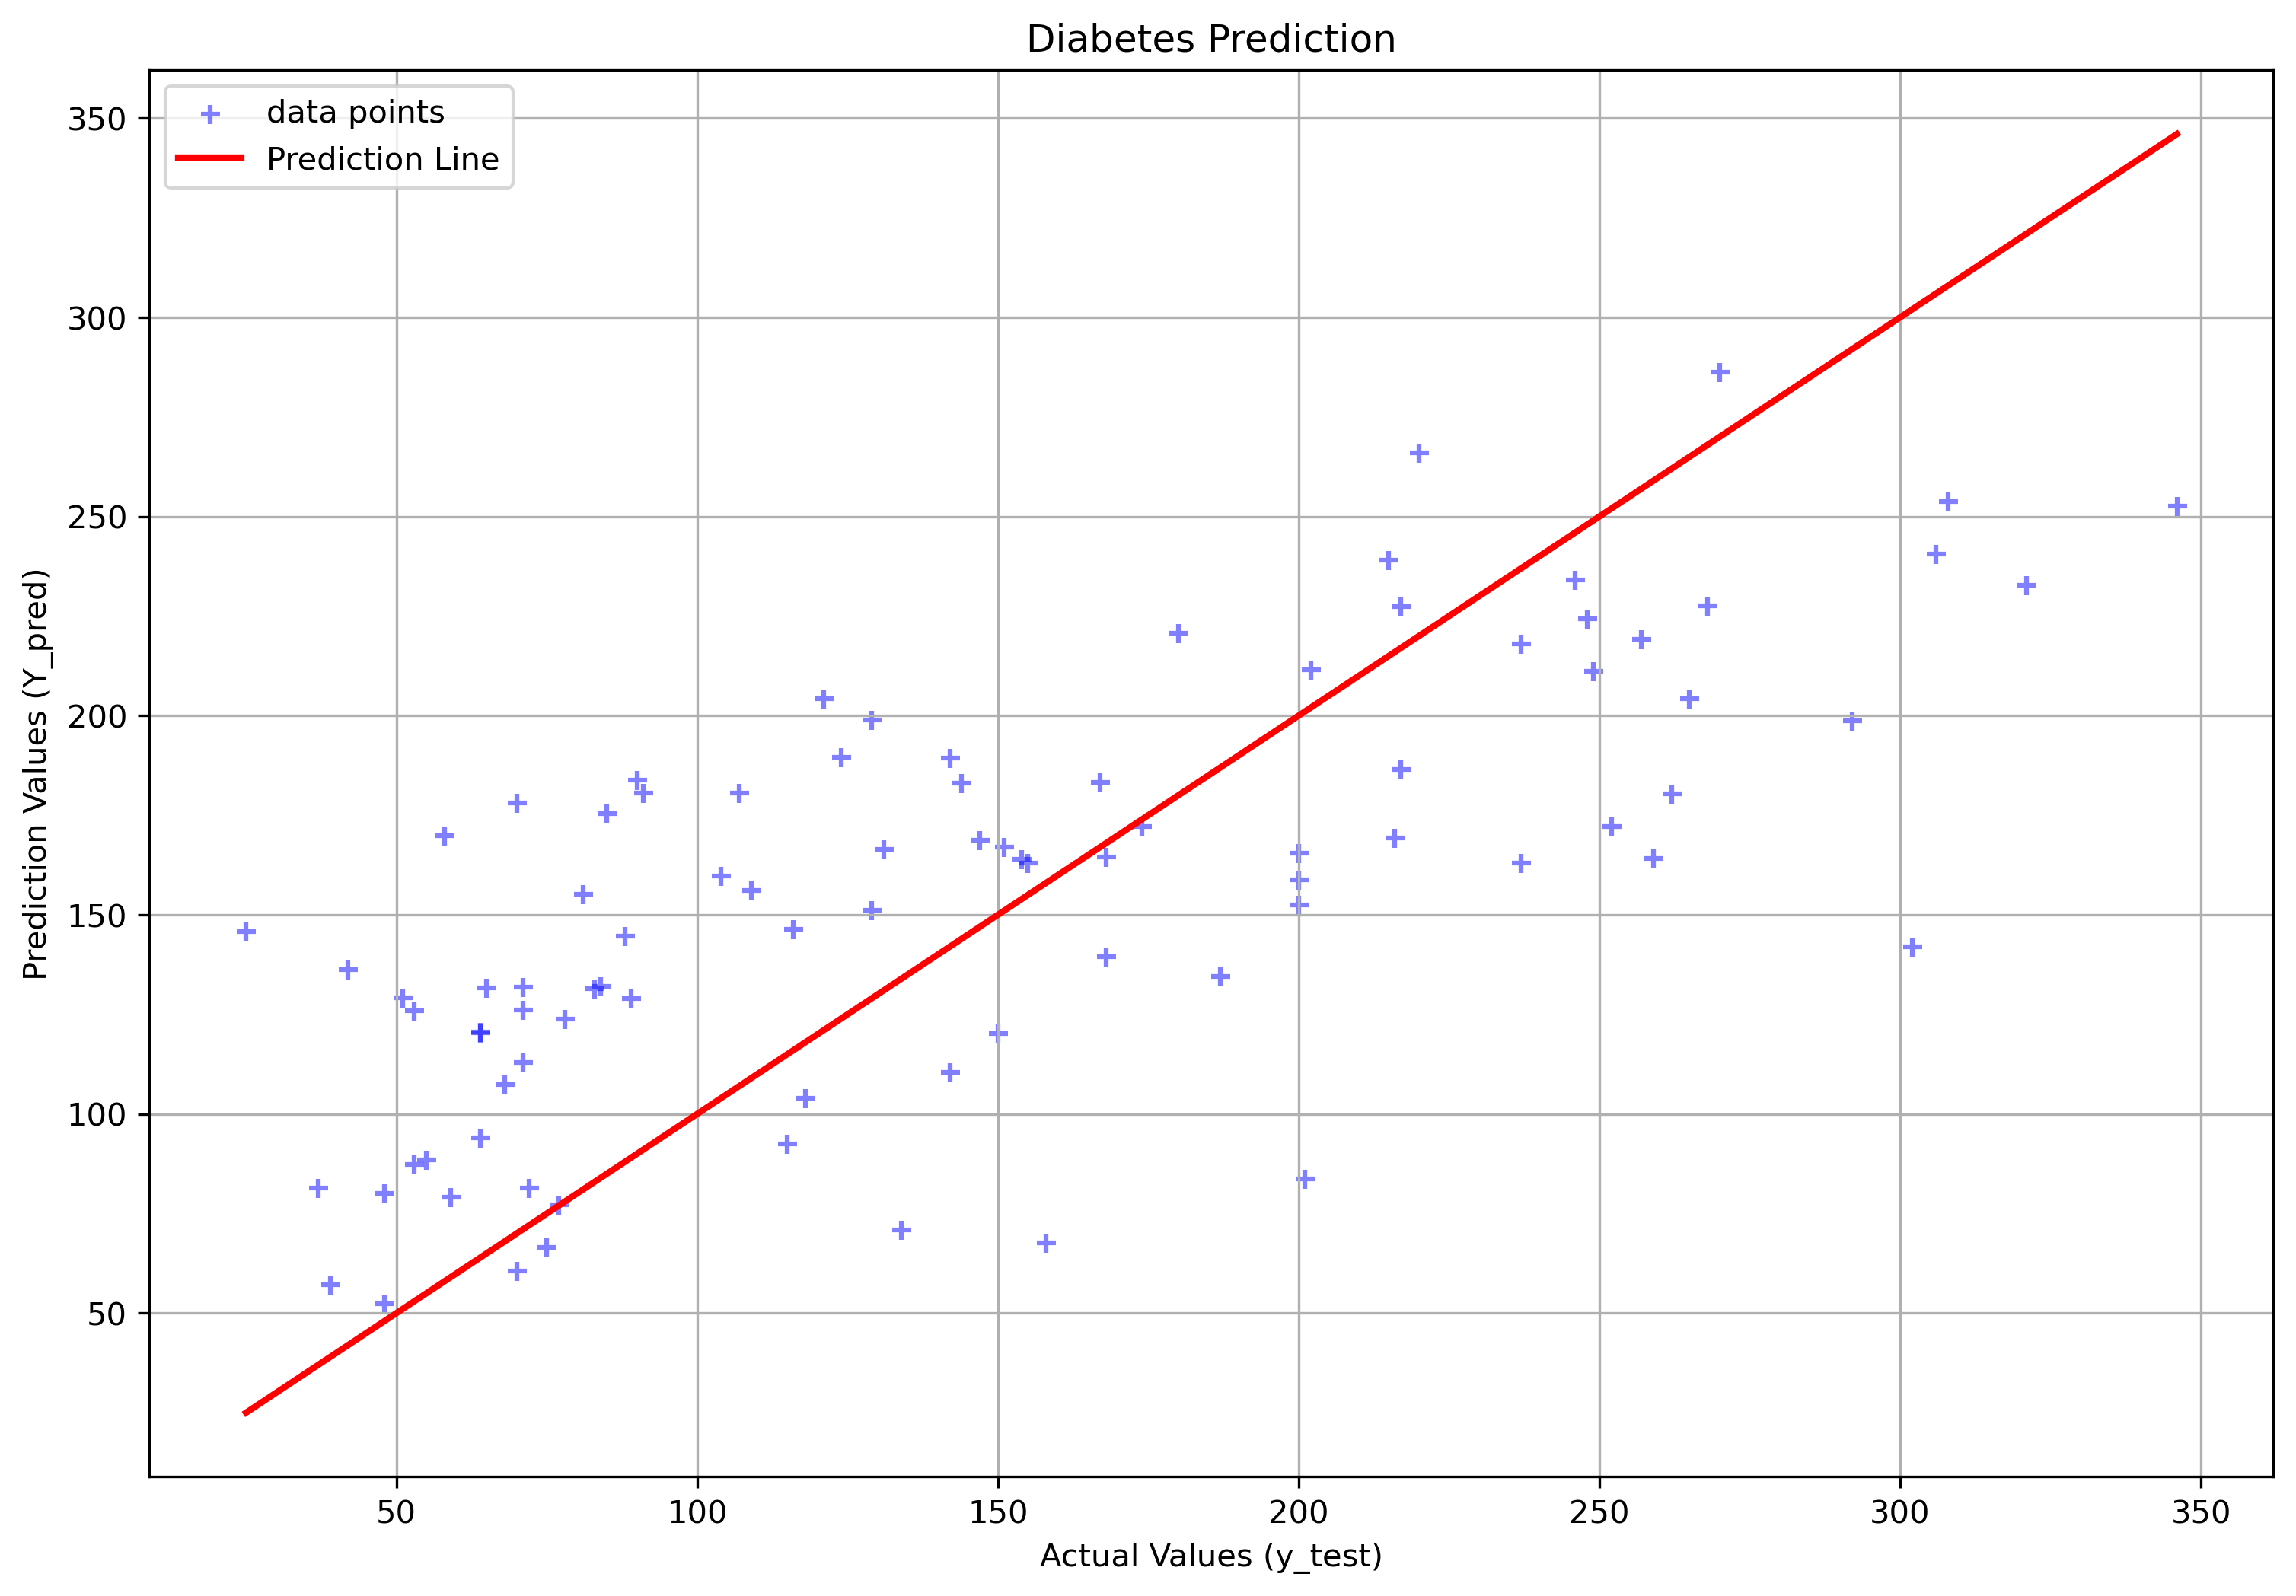 Diabetes Prediction
data points
Prediction Line
350
300
250
200
150
100
50
Prediction Values (Y_pred)
50 100 150 200 250 300 350
Actual Values (y_test)